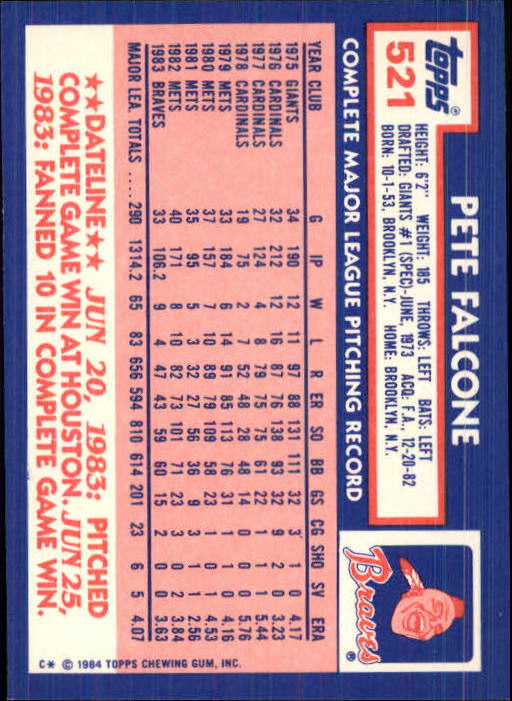 topps®
521
PETE FALCONE
HEIGHT: 6'2" WEIGHT: 185 THROWS: LEFT BATS: LEFT
DRAFTED: GIANTS #1 (SPEC)-JUNE, 1973 ACQ: F.A., 12-20-82
BORN: 10-1-53, BROOKLYN, N.Y. HOME: BROOKLYN, N.Y.
Braves®
COMPLETE MAJOR LEAGUE PITCHING RECORD
YEAR CLUB G IP W L R ER SO BB GS CG SHO SV ERA
1975 GIANTS 34 190 12 11 97 88 131 111 32 3 1 0 4.17
1976 CARDINALS 32 212 12 16 87 76 138 93 32 9 2 0 3.23
1977 CARDINALS 27 124 4 8 79 75 75 61 22 1 1 1 5.44
1978 CARDINALS 19 75 2 7 52 48 28 48 14 0 0 0 5.76
1979 METS 33 184 6 14 91 85 113 76 31 1 1 0 4.16
1980 METS 37 157 7 10 89 79 109 58 23 1 0 1 4.53
1981 METS 35 95 5 3 32 27 56 36 9 3 1 1 2.56
1982 METS 40 171 8 10 82 73 101 71 23 3 0 2 3.84
1983 BRAVES 33 106.2 9 4 47 43 59 60 15 2 0 0 3.63
MAJOR LEA. TOTALS ..... 290 1314.2 65 83 656 594 810 614 201 23 6 5 4.07
★★DATELINE★★ JUN 20, 1983: PITCHED
COMPLETE GAME WIN AT HOUSTON. JUN 25,
1983: FANNED 10 IN COMPLETE GAME WIN.
C* © 1984 TOPPS CHEWING GUM, INC.